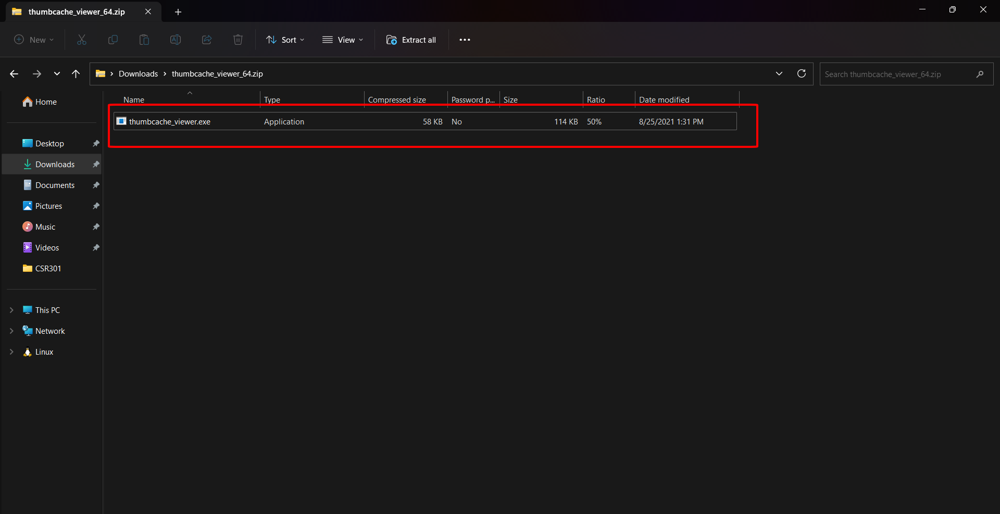 thumbcache_viewer_64.zip
New
Sort
View
Extract all
Downloads > thumbcache_viewer_64.zip
Search thumbcache_viewer_64.zip
Name Type Compressed size Password p... Size Ratio Date modified
thumbcache_viewer.exe Application 58 KB No 114 KB 50% 8/25/2021 1:31 PM
Home
Desktop
Downloads
Documents
Pictures
Music
Videos
CSR301
This PC
Network
Linux